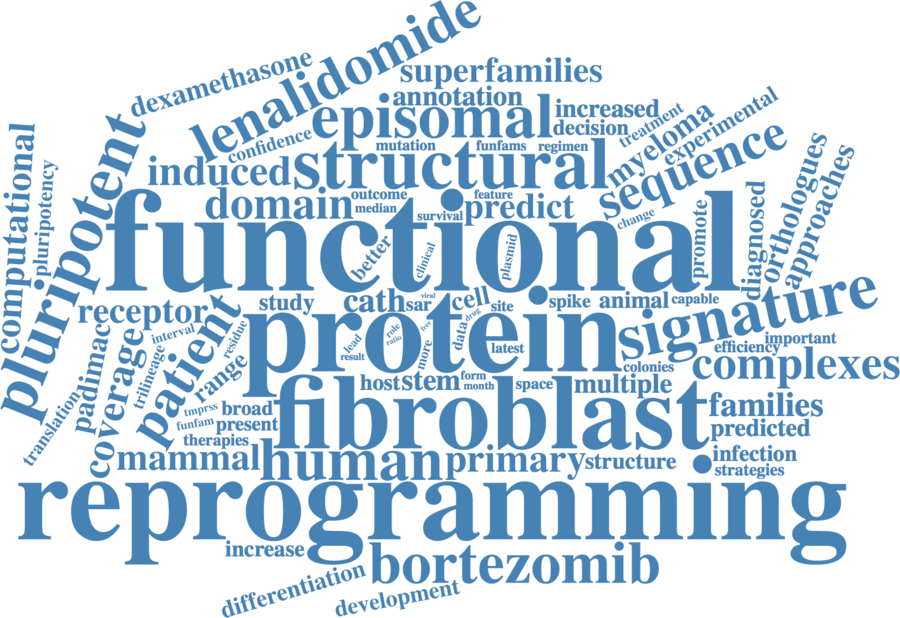 lenalidomide
dexamethasone
superfamilies
annotation
episomal
increased
decision
treatment
confidence
mutation
funfams
regimen
myeloma
experimental
induced
structural
sequence
computational
pluripotency
pluripotent
domain
outcome
median
survival
feature
predict
change
promote
diagnosed
orthologues
approaches
functional
better
clinical
plasmid
receptor
study
cath
sar
viral
cell
site
spike
animal
capable
signature
protein
drug
data
role
ratio
free
lead
result
more
latest
interval
residue
trilineage
padimac
coverage
patient
range
translation
efficiency
important
colonies
complexes
host
stem
form
month
space
multiple
tmprss
funfam
broad
present
therapies
fibroblast
families
predicted
mammal
human
primary
structure
infection
strategies
reprogramming
increase
bortezomib
differentiation
development